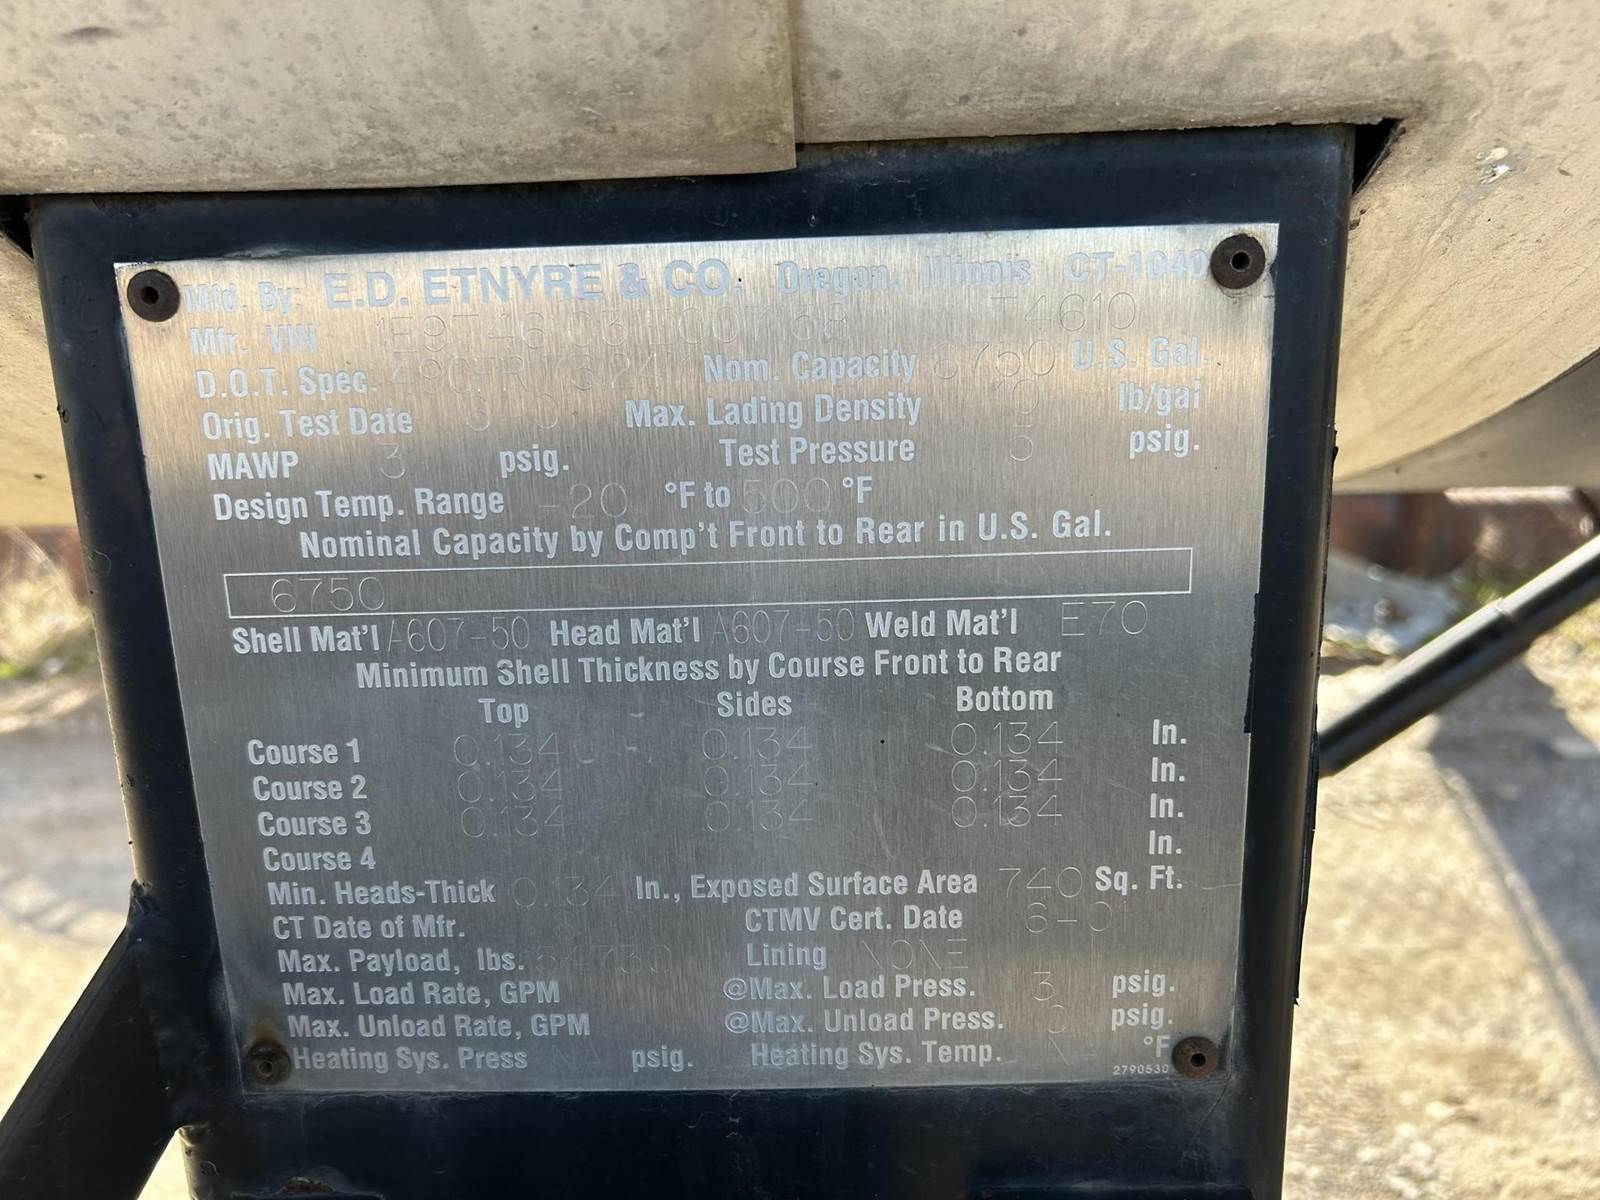 Mfd. By: E.D. ETNYRE & CO. Oregon, Illinois CT-1040
Mfr. VIN T4610
D.O.T. Spec. Nom. Capacity 6750 U.S. Gal.
Orig. Test Date Max. Lading Density lb/gal
MAWP 3 psig. Test Pressure 3 psig.
Design Temp. Range -20 °F to 500 °F
Nominal Capacity by Comp't Front to Rear in U.S. Gal.
6750
Shell Mat'l A607-50 Head Mat'l A607-50 Weld Mat'l E70
Minimum Shell Thickness by Course Front to Rear
Top Sides Bottom
Course 1 0.134 0.134 0.134 In.
Course 2 0.134 0.134 0.134 In.
Course 3 0.134 0.134 0.134 In.
Course 4 In.
Min. Heads-Thick 0.134 In., Exposed Surface Area 740 Sq. Ft.
CT Date of Mfr. CTMV Cert. Date 6-01
Max. Payload, lbs. Lining NONE
Max. Load Rate, GPM @Max. Load Press. 3 psig.
Max. Unload Rate, GPM @Max. Unload Press. psig.
Heating Sys. Press NA psig. Heating Sys. Temp. NA °F
2790530